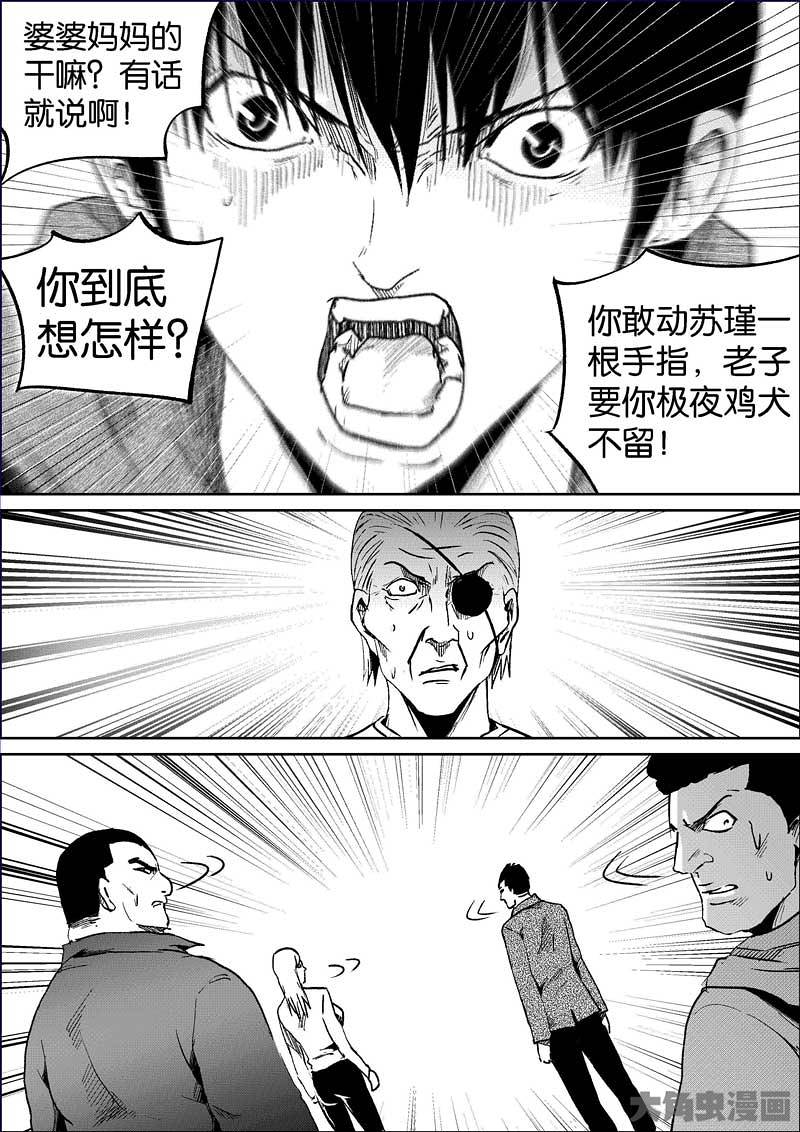 婆婆妈妈的
干嘛？有话
就说啊！
你到底
想怎样？
你敢动苏瑾一
根手指，老子
要你极夜鸡犬
不留！
大角虫漫画